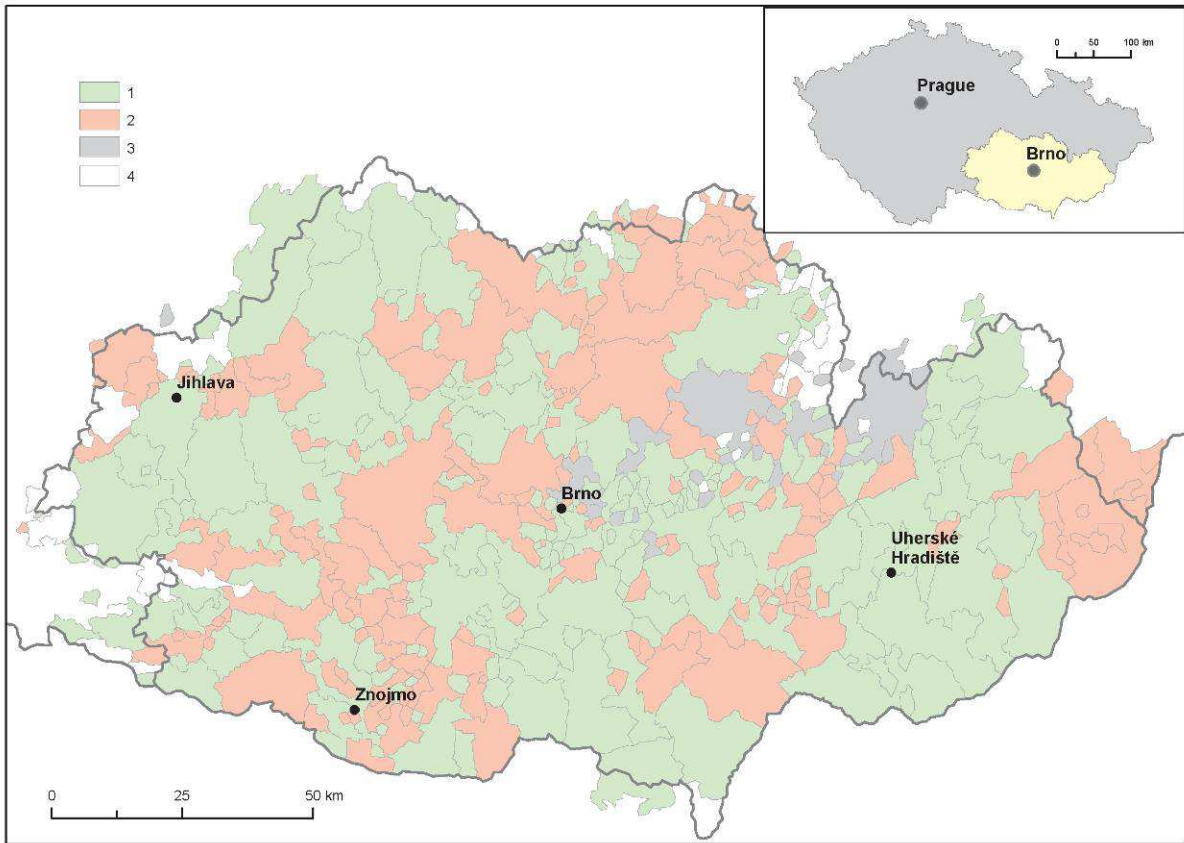 1
2
3
4
0 50 100 km
Prague
Brno
Jihlava
Brno
Uherské
Hradiště
Znojmo
0 25 50 km